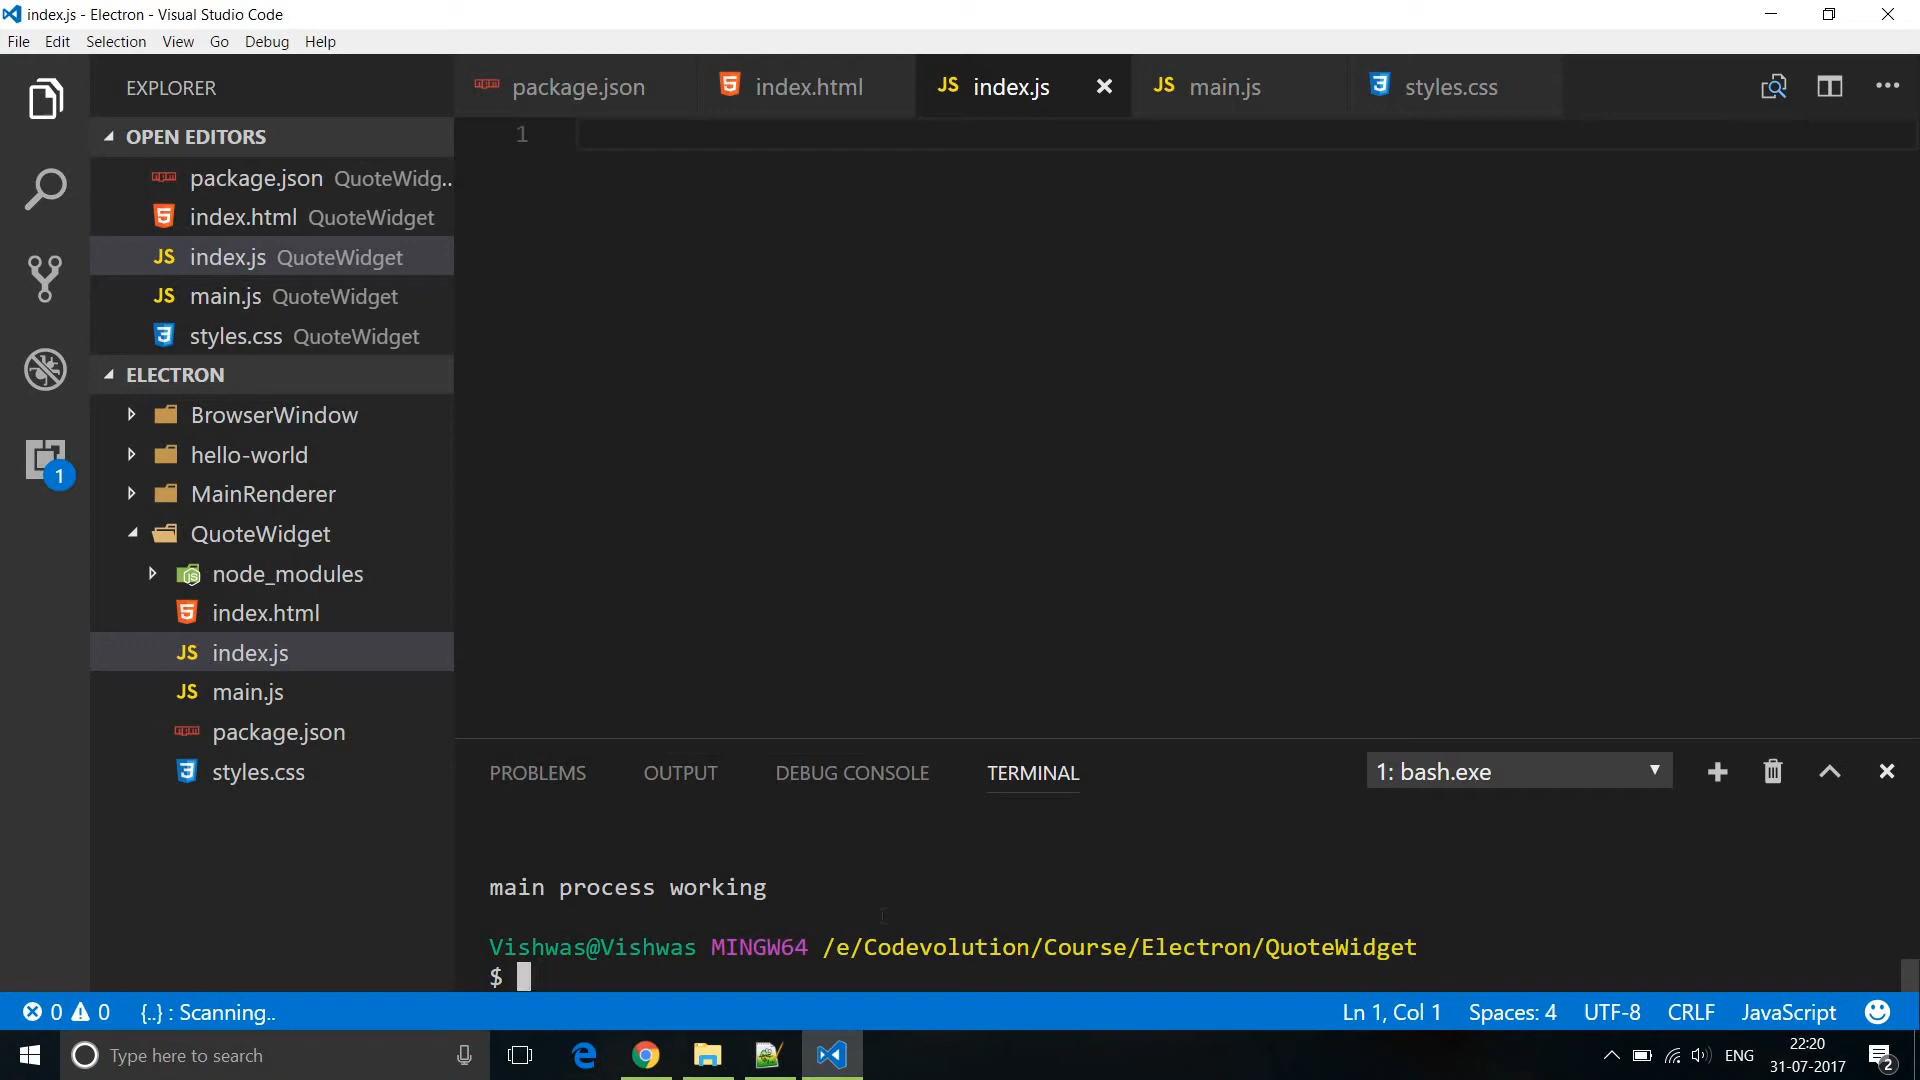 index.js - Electron - Visual Studio Code
File Edit Selection View Go Debug Help
EXPLORER
package.json index.html JS index.js JS main.js styles.css
OPEN EDITORS
1
package.json QuoteWidg..
index.html QuoteWidget
JS index.js QuoteWidget
JS main.js QuoteWidget
styles.css QuoteWidget
ELECTRON
BrowserWindow
hello-world
1
MainRenderer
QuoteWidget
node_modules
index.html
JS index.js
JS main.js
package.json
styles.css
PROBLEMS OUTPUT DEBUG CONSOLE TERMINAL 1: bash.exe
main process working
Vishwas@Vishwas MINGW64 /e/Codevolution/Course/Electron/QuoteWidget
$
0 0 {..} : Scanning.. Ln 1, Col 1 Spaces: 4 UTF-8 CRLF JavaScript
Type here to search ENG 22:20
31-07-2017
2